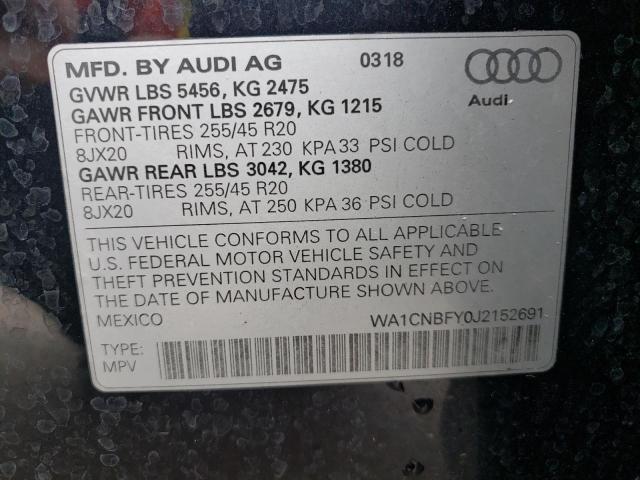 MFD. BY AUDI AG 0318
GVWR LBS 5456, KG 2475
GAWR FRONT LBS 2679, KG 1215
Audi
FRONT-TIRES 255/45 R20
8JX20 RIMS, AT 230 KPA 33 PSI COLD
GAWR REAR LBS 3042, KG 1380
REAR-TIRES 255/45 R20
8JX20 RIMS, AT 250 KPA 36 PSI COLD
THIS VEHICLE CONFORMS TO ALL APPLICABLE
U.S. FEDERAL MOTOR VEHICLE SAFETY AND
THEFT PREVENTION STANDARDS IN EFFECT ON
THE DATE OF MANUFACTURE SHOWN ABOVE.
MEXICO WA1CNBFY0J2152691
TYPE:
MPV